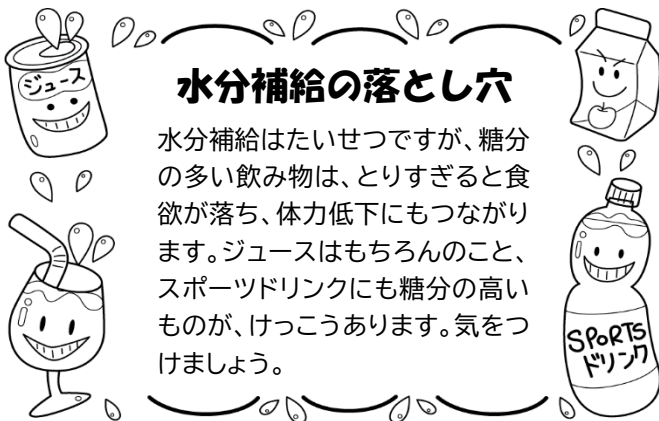 ジュース
水分補給の落とし穴
水分補給はたいせつですが、糖分
の多い飲み物は、とりすぎると食
欲が落ち、体力低下にもつながり
ます。ジュースはもちろんのこと、
スポーツドリンクにも糖分の高い
ものが、けっこうあります。気をつ
けましょう。
SPoRTS
ドリンク